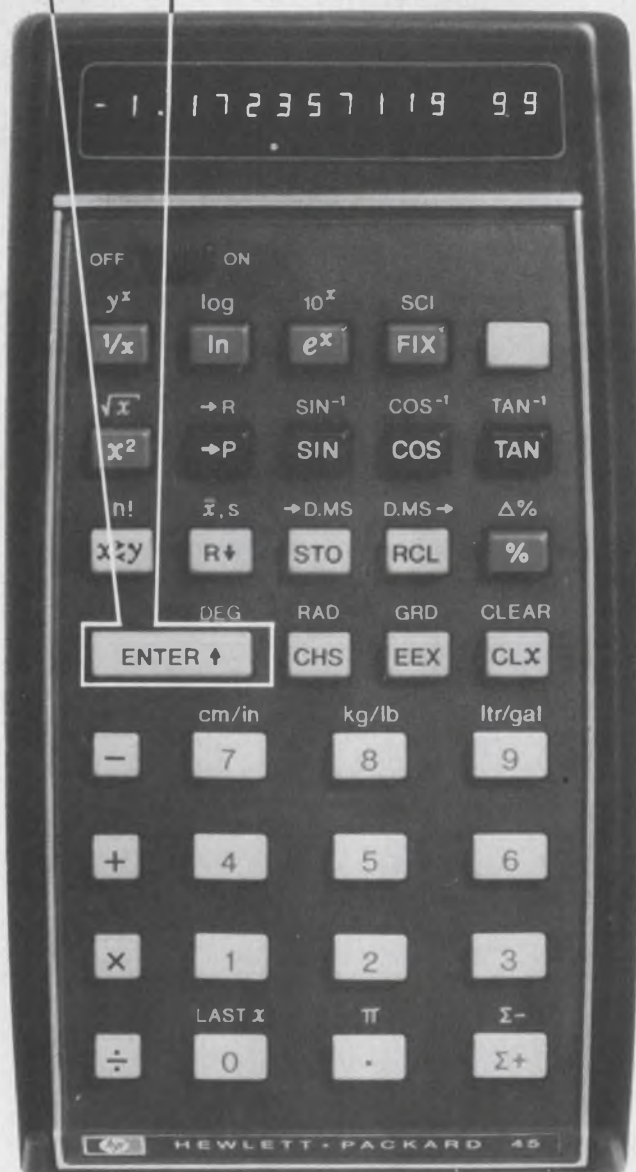 -1.172357119 99
OFF ON
yˣ log 10ˣ SCI
1/x ln eˣ FIX
√x →R SIN⁻¹ COS⁻¹ TAN⁻¹
x² →P SIN COS TAN
n! x̄,s →D.MS D.MS→ Δ%
x≷y R↓ STO RCL %
DEG RAD GRD CLEAR
ENTER↑ CHS EEX CLX
cm/in kg/lb ltr/gal
− 7 8 9
+ 4 5 6
× 1 2 3
LAST x π Σ−
÷ 0 . Σ+
hp HEWLETT·PACKARD 45